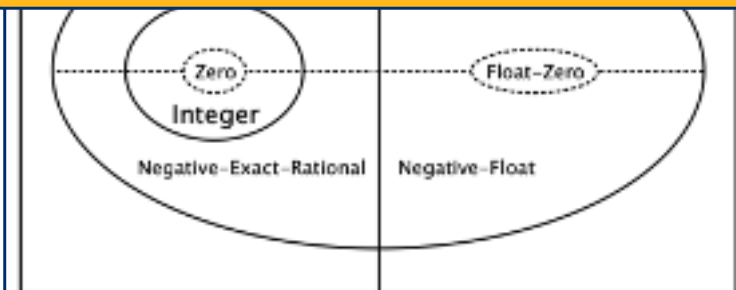 Zero
Float-Zero
Integer
Negative-Exact-Rational
Negative-Float